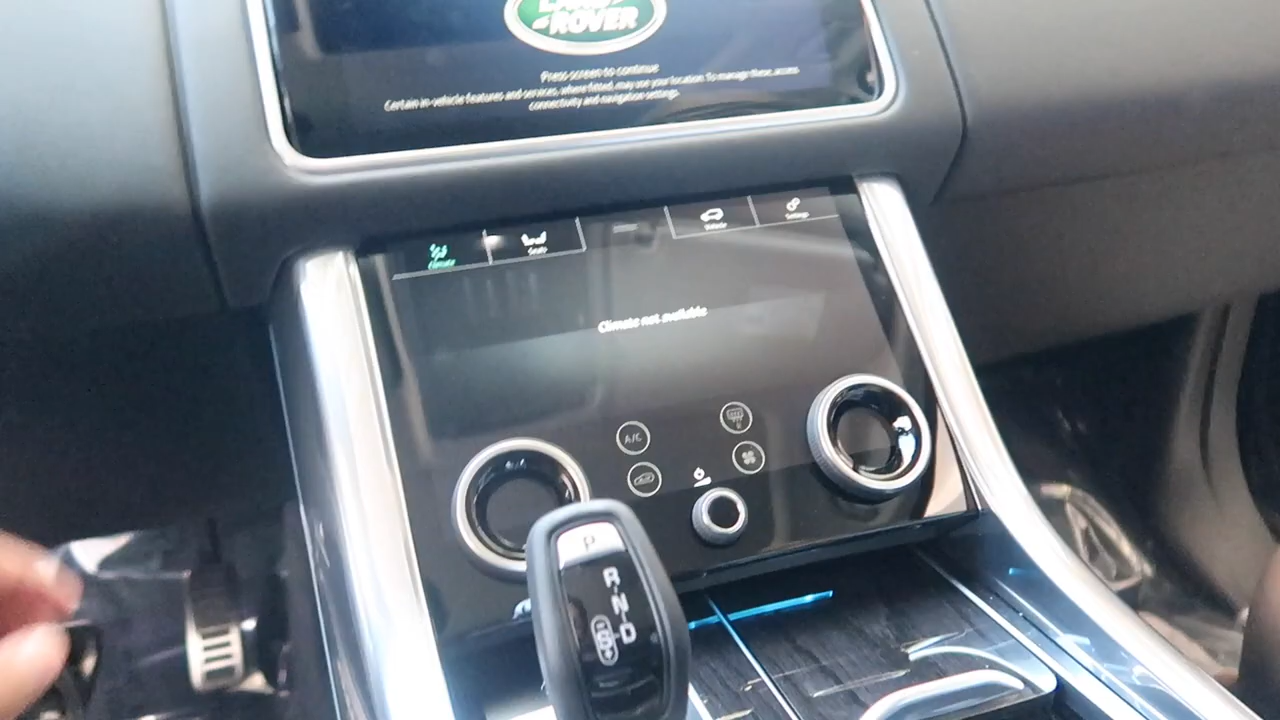 LAND
ROVER
Press screen to continue
Certain in-vehicle features and services, where fitted, may use your location. To manage these, access
connectivity and navigation settings.
Climate
Seats
Vehicle
Settings
Climate not available
A/C
P
R
N
D